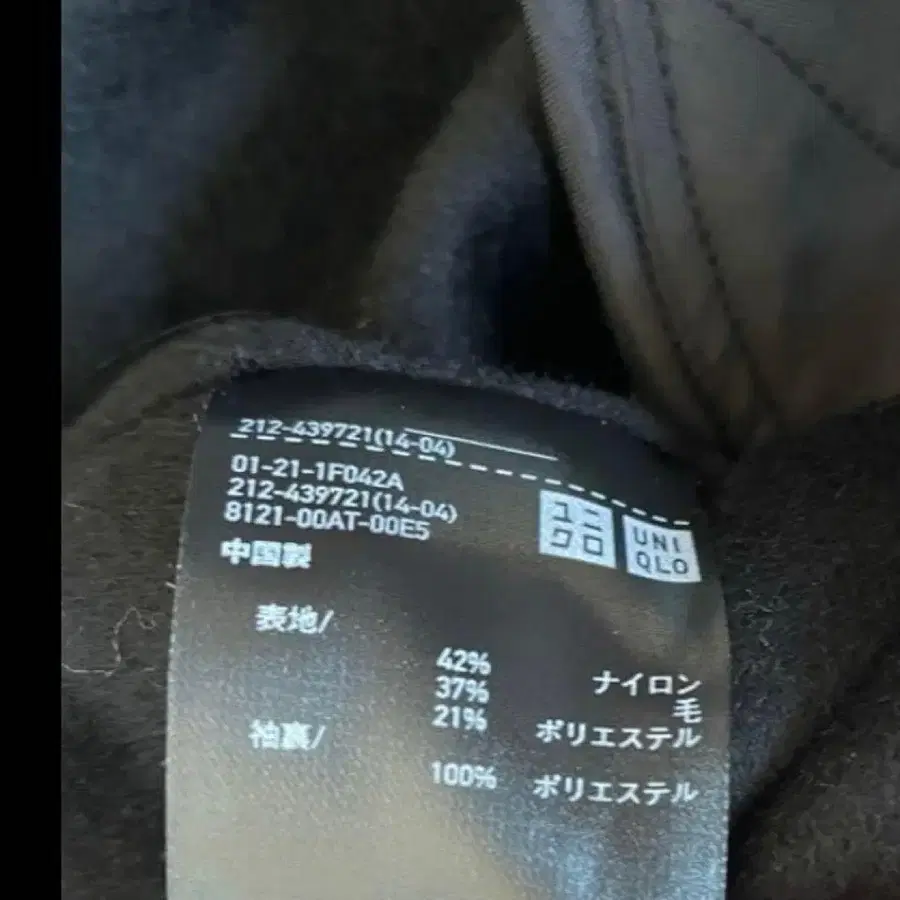 212-439721(14-04)
01-21-1F042A
212-439721(14-04)
8121-00AT-00E5
中国製
ユニ
クロ
UNI
QLO
表地/
42% ナイロン
37% 毛
21% ポリエステル
袖裏/
100% ポリエステル